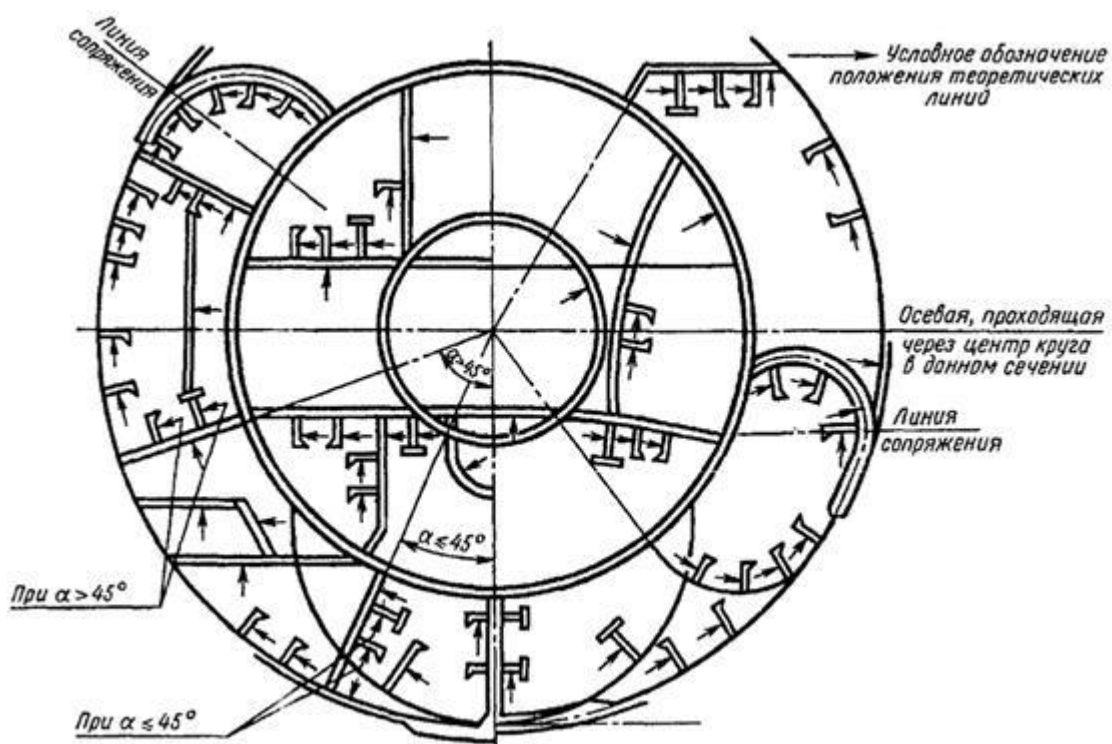 Линия
сопряжения
Условное обозначение
положения теоретических
линий
Осевая, проходящая
через центр круга
в данном сечении
Линия
сопряжения
α>45°
α≤45°
При α>45°
При α≤45°